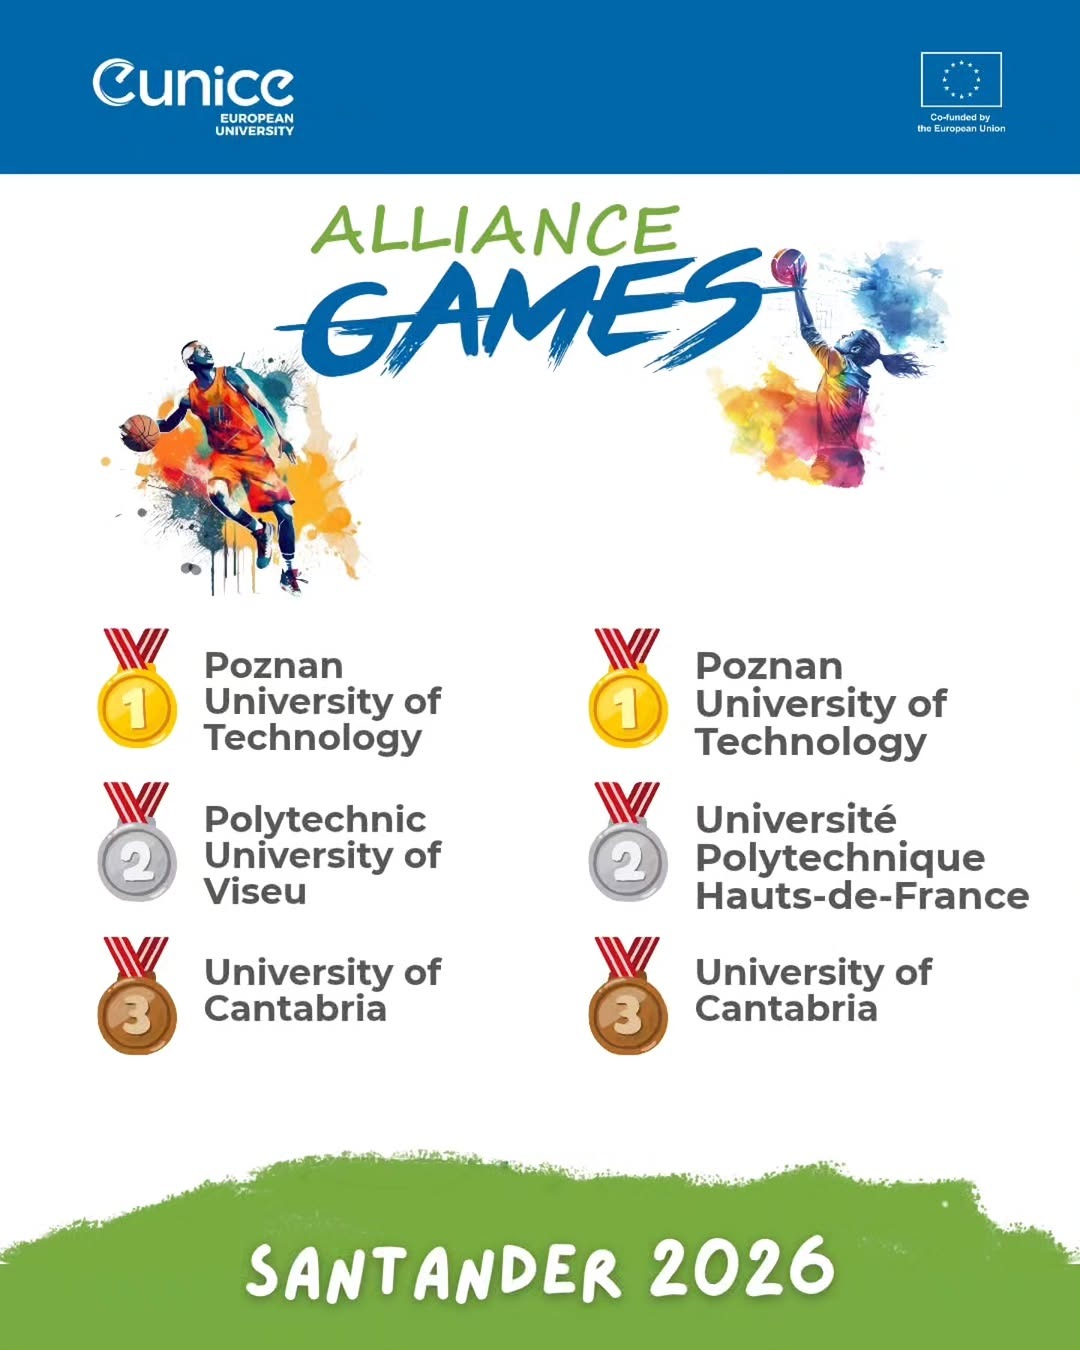 eunice
EUROPEAN
UNIVERSITY
Co-funded by
the European Union
ALLIANCE
GAMES
1
Poznan
University of
Technology
2
Polytechnic
University of
Viseu
3
University of
Cantabria
1
Poznan
University of
Technology
2
Université
Polytechnique
Hauts-de-France
3
University of
Cantabria
SANTANDER 2026